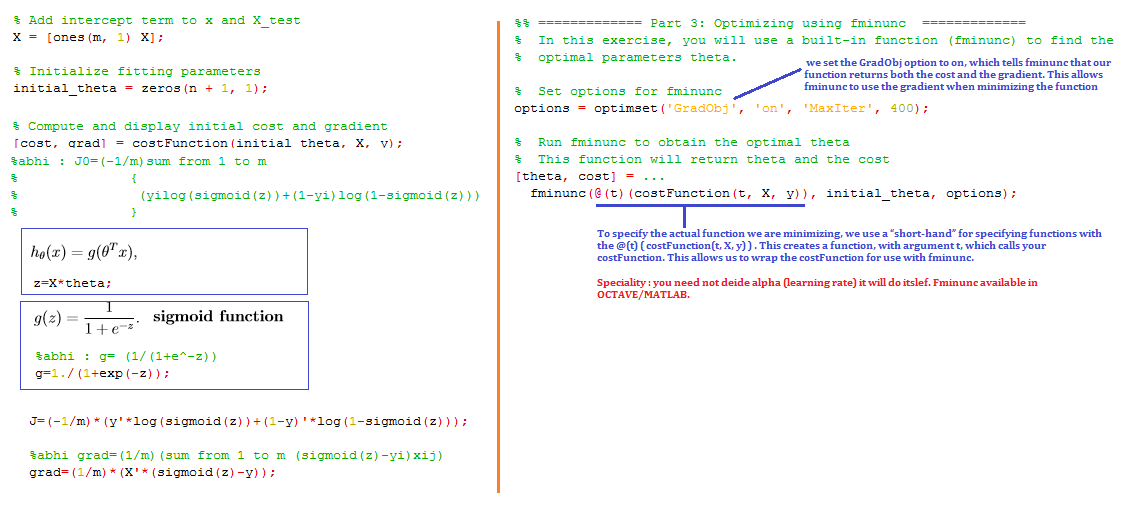 % Add intercept term to x and X_test
X = [ones(m, 1) X];
% Initialize fitting parameters
initial_theta = zeros(n + 1, 1);
% Compute and display initial cost and gradient
[cost, grad] = costFunction(initial_theta, X, y);
%abhi : J0=(-1/m)sum from 1 to m
% {
% (yilog(sigmoid(z))+(1-yi)log(1-sigmoid(z)))
% }
hθ(x) = g(θᵀx),
z=X*theta;
g(z) = 1 / (1 + e^−z). sigmoid function
%abhi : g= (1/(1+e^-z))
g=1./(1+exp(-z));
J=(-1/m)*(y'*log(sigmoid(z))+(1-y)'*log(1-sigmoid(z)));
%abhi grad=(1/m)(sum from 1 to m (sigmoid(z)-yi)xij)
grad=(1/m)*(X'*(sigmoid(z)-y));
%% ============= Part 3: Optimizing using fminunc =============
% In this exercise, you will use a built-in function (fminunc) to find the
% optimal parameters theta.
we set the GradObj option to on, which tells fminunc that our
function returns both the cost and the gradient. This allows
fminunc to use the gradient when minimizing the function
% Set options for fminunc
options = optimset('GradObj', 'on', 'MaxIter', 400);
% Run fminunc to obtain the optimal theta
% This function will return theta and the cost
[theta, cost] = ...
fminunc(@(t)(costFunction(t, X, y)), initial_theta, options);
To specify the actual function we are minimizing, we use a "short-hand" for specifying functions with
the @(t) ( costFunction(t, X, y) ) . This creates a function, with argument t, which calls your
costFunction. This allows us to wrap the costFunction for use with fminunc.
Speciality : you need not deide alpha (learning rate) it will do itslef. Fminunc available in
OCTAVE/MATLAB.